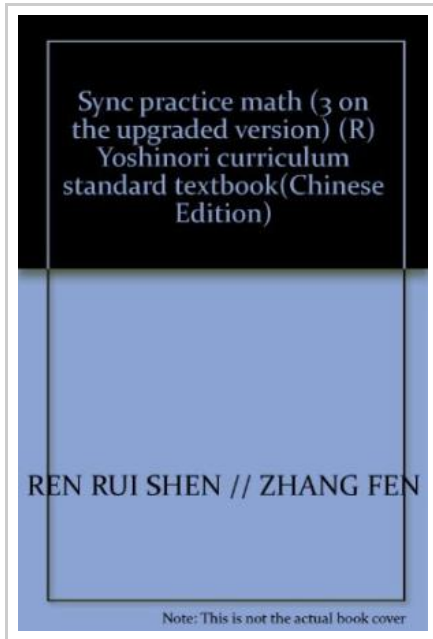 Sync practice math (3 on
the upgraded version) (R)
Yoshinori curriculum
standard textbook(Chinese
Edition)
REN RUI SHEN // ZHANG FEN
Note: This is not the actual book cover